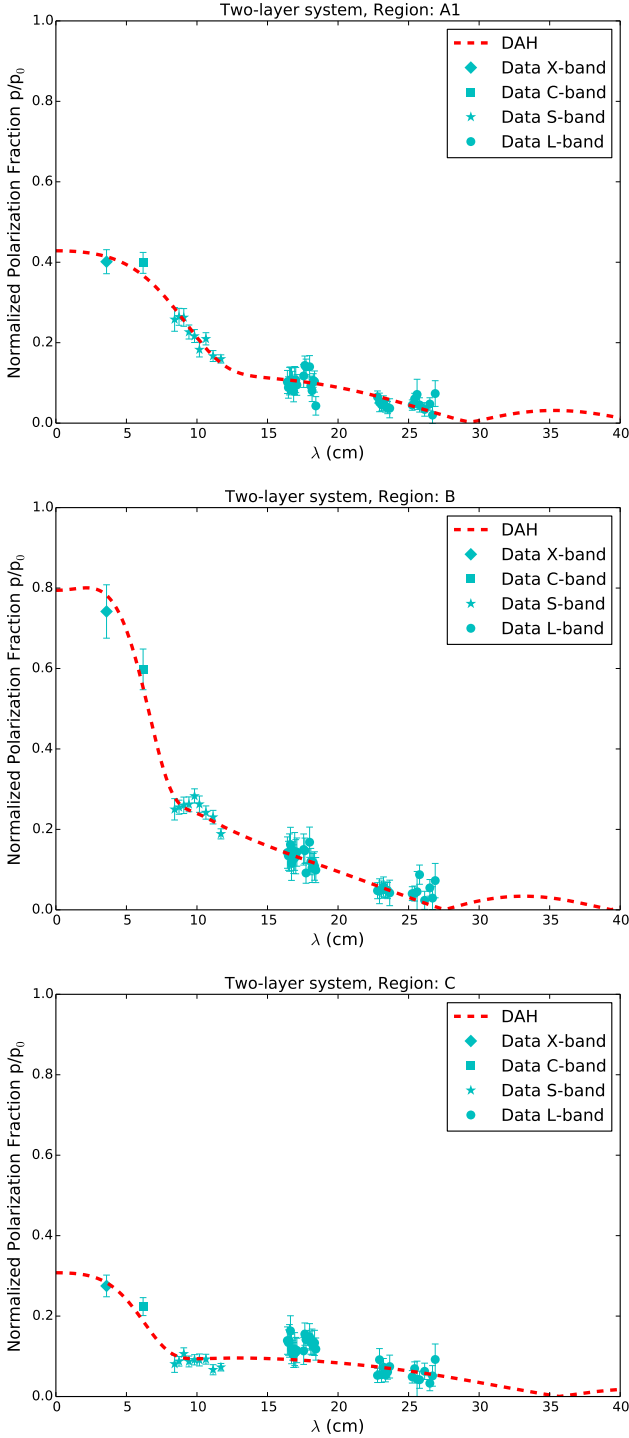 Two-layer system, Region: A1
1.0
0.8
0.6
0.4
0.2
0.0
Normalized Polarization Fraction p/p₀
DAH
Data X-band
Data C-band
Data S-band
Data L-band
0 5 10 15 20 25 30 35 40
λ (cm)
Two-layer system, Region: B
1.0
0.8
0.6
0.4
0.2
0.0
Normalized Polarization Fraction p/p₀
DAH
Data X-band
Data C-band
Data S-band
Data L-band
0 5 10 15 20 25 30 35 40
λ (cm)
Two-layer system, Region: C
1.0
0.8
0.6
0.4
0.2
0.0
Normalized Polarization Fraction p/p₀
DAH
Data X-band
Data C-band
Data S-band
Data L-band
0 5 10 15 20 25 30 35 40
λ (cm)